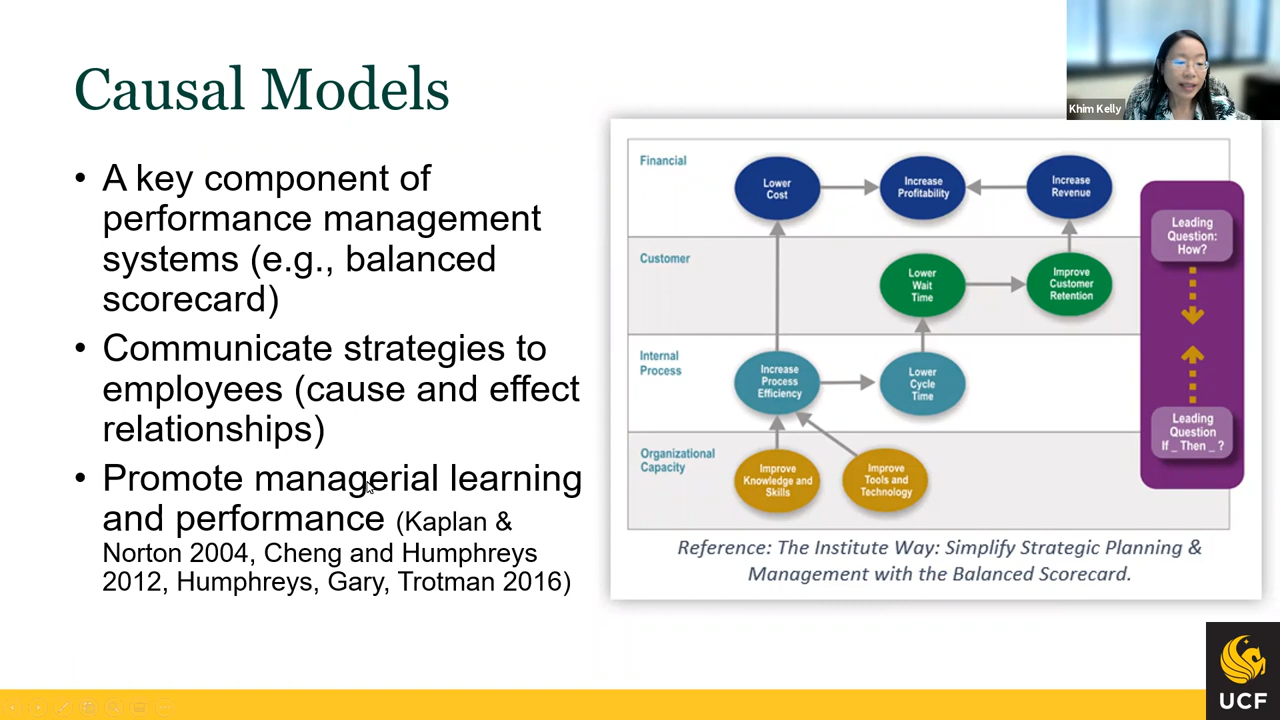 Causal Models
Khim Kelly
• A key component of
performance management
systems (e.g., balanced
scorecard)
• Communicate strategies to
employees (cause and effect
relationships)
• Promote managerial learning
and performance (Kaplan &
Norton 2004, Cheng and Humphreys
2012, Humphreys, Gary, Trotman 2016)
Financial
Lower
Cost
Increase
Profitability
Increase
Revenue
Customer
Lower
Wait
Time
Improve
Customer
Retention
Internal
Process
Increase
Process
Efficiency
Lower
Cycle
Time
Organizational
Capacity
Improve
Knowledge and
Skills
Improve
Tools and
Technology
Leading
Question:
How?
Leading
Question
If _ Then _ ?
Reference: The Institute Way: Simplify Strategic Planning &
Management with the Balanced Scorecard.
UCF